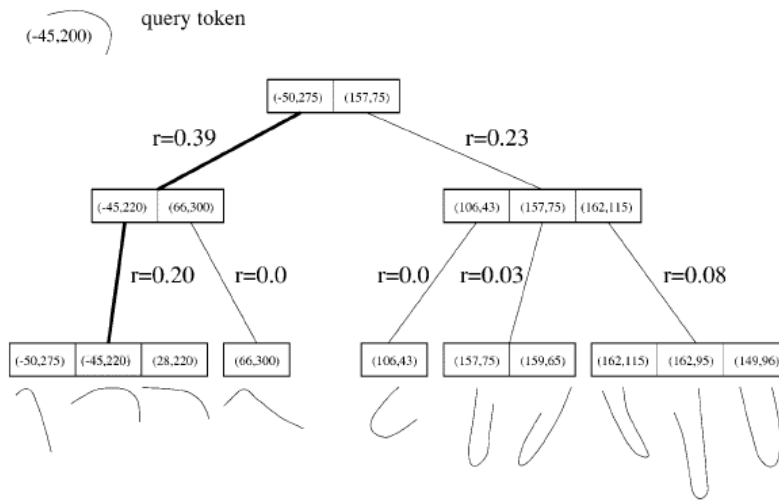 query token
(-45,200)
(-50,275) (157,75)
r=0.39 r=0.23
(-45,220) (66,300) (106,43) (157,75) (162,115)
r=0.20 r=0.0 r=0.0 r=0.03 r=0.08
(-50,275) (-45,220) (28,220) (66,300) (106,43) (157,75) (159,65) (162,115) (162,95) (149,96)